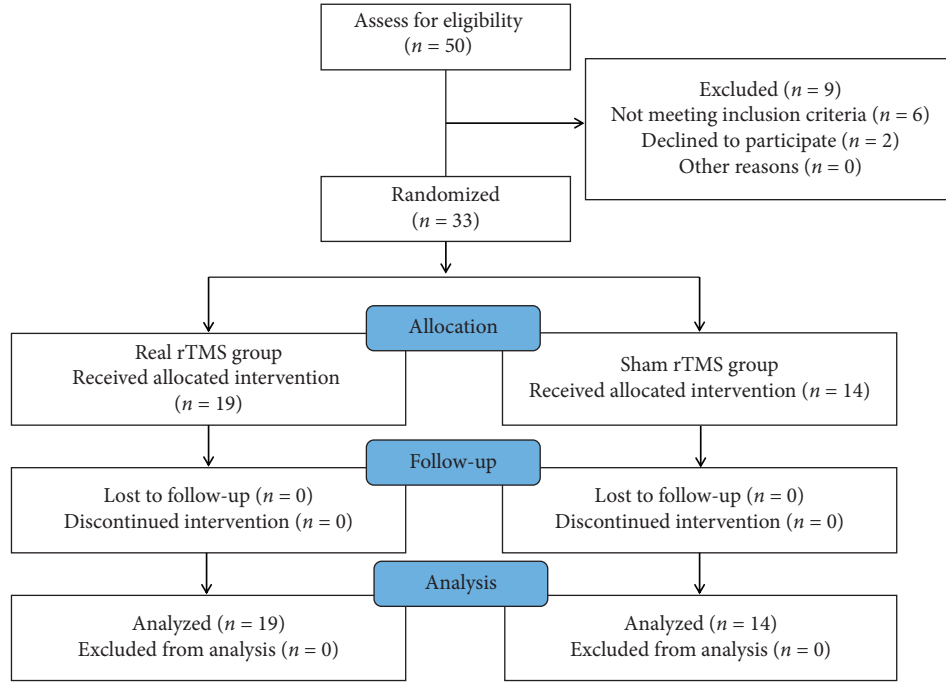 Assess for eligibility
(n = 50)
Excluded (n = 9)
Not meeting inclusion criteria (n = 6)
Declined to participate (n = 2)
Other reasons (n = 0)
Randomized
(n = 33)
Allocation
Real rTMS group
Received allocated intervention
(n = 19)
Sham rTMS group
Received allocated intervention (n = 14)
Follow-up
Lost to follow-up (n = 0)
Discontinued intervention (n = 0)
Lost to follow-up (n = 0)
Discontinued intervention (n = 0)
Analysis
Analyzed (n = 19)
Excluded from analysis (n = 0)
Analyzed (n = 14)
Excluded from analysis (n = 0)